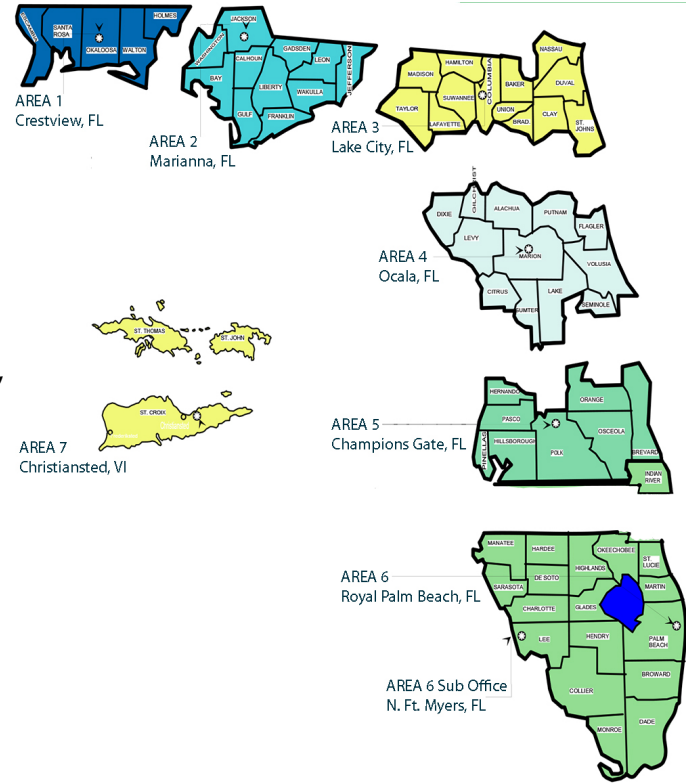 ESCAMBIA
SANTA
ROSA
OKALOOSA
WALTON
HOLMES
AREA 1
Crestview, FL
JACKSON
WASHINGTON
BAY
CALHOUN
GULF
LIBERTY
GADSDEN
LEON
WAKULLA
FRANKLIN
JEFFERSON
AREA 2
Marianna, FL
MADISON
HAMILTON
TAYLOR
SUWANNEE
LAFAYETTE
COLUMBIA
BAKER
UNION
BRAD.
NASSAU
DUVAL
CLAY
ST.
JOHNS
AREA 3
Lake City, FL
DIXIE
GILCHRIST
ALACHUA
PUTNAM
FLAGLER
LEVY
MARION
VOLUSIA
CITRUS
SUMTER
LAKE
SEMINOLE
AREA 4
Ocala, FL
ST. THOMAS
ST. JOHN
ST. CROIX
AREA 7
Christiansted, VI
HERNANDO
PASCO
PINELLAS
HILLSBOROUGH
POLK
ORANGE
OSCEOLA
BREVARD
INDIAN
RIVER
AREA 5
Champions Gate, FL
MANATEE
HARDEE
HIGHLANDS
OKEECHOBEE
ST.
LUCIE
SARASOTA
DE SOTO
MARTIN
CHARLOTTE
GLADES
LEE
HENDRY
PALM
BEACH
COLLIER
BROWARD
MONROE
DADE
AREA 6
Royal Palm Beach, FL
AREA 6 Sub Office
N. Ft. Myers, FL